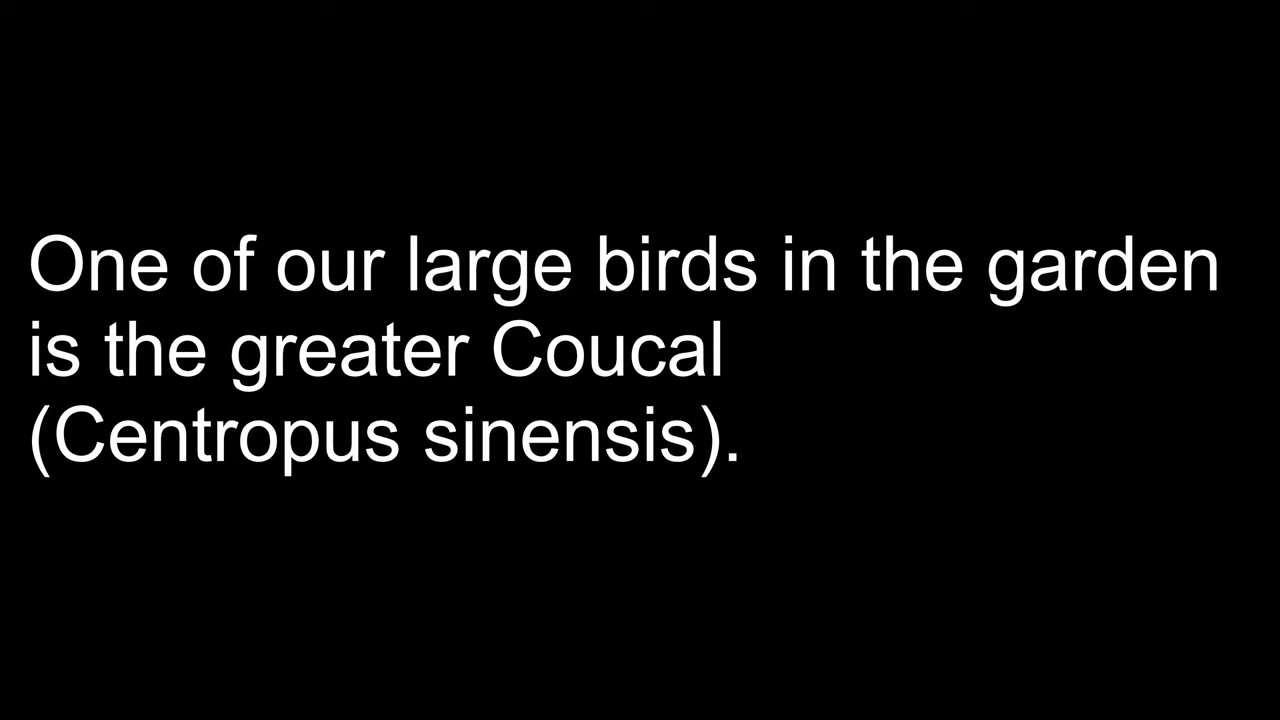 One of our large birds in the garden
is the greater Coucal
(Centropus sinensis).